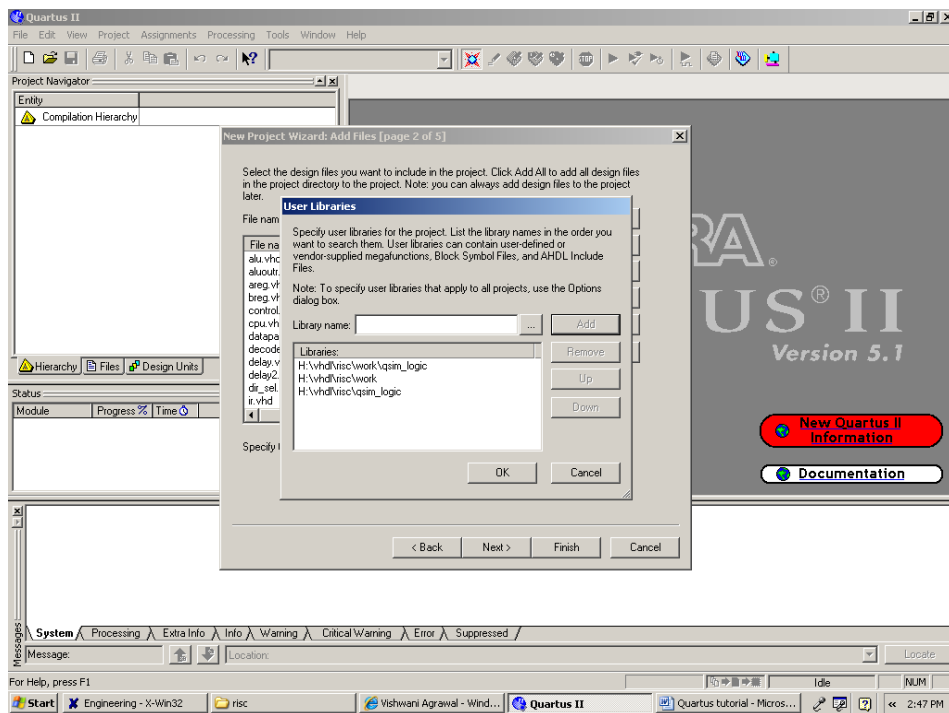 Quartus II
File Edit View Project Assignments Processing Tools Window Help
Project Navigator
Entity
Compilation Hierarchy
Hierarchy Files Design Units
Status
Module Progress % Time
New Project Wizard: Add Files [page 2 of 5]
Select the design files you want to include in the project. Click Add All to add all design files
in the project directory to the project. Note: you can always add design files to the project
later.
File nam
File na
alu.vhd
aluoutr.
areg.vh
breg.vh
control.
cpu.vh
datapa
decode
delay.v
delay2.
dir_sel.
ir.vhd
Specify
User Libraries
Specify user libraries for the project. List the library names in the order you
want to search them. User libraries can contain user-defined or
vendor-supplied megafunctions, Block Symbol Files, and AHDL Include
Files.
Note: To specify user libraries that apply to all projects, use the Options
dialog box.
Library name: ... Add
Libraries:
H:\vhdl\risc\work\qsim_logic
H:\vhdl\risc\work
H:\vhdl\risc\qsim_logic
Remove
Up
Down
OK Cancel
< Back Next > Finish Cancel
RA®
US® II
Version 5.1
New Quartus II
Information
Documentation
Messages
System Processing Extra Info Info Warning Critical Warning Error Suppressed
Message: Location: Locate
For Help, press F1 Idle NUM
Start Engineering - X-Win32 risc Vishwani Agrawal - Wind... Quartus II Quartus tutorial - Micros... « 2:47 PM